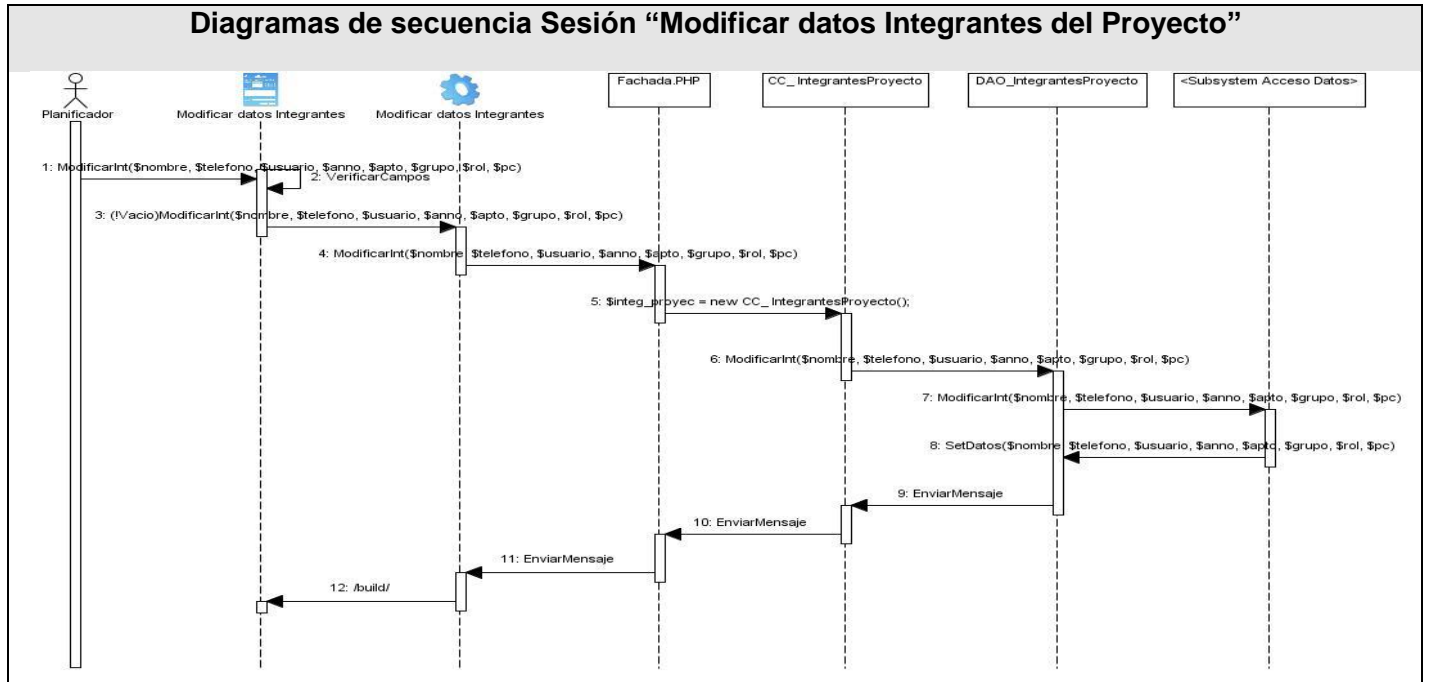 Diagramas de secuencia Sesión “Modificar datos Integrantes del Proyecto”
Planificador
Modificar datos Integrantes
Modificar datos Integrantes
Fachada.PHP
CC_ IntegrantesProyecto
DAO_IntegrantesProyecto
<Subsystem Acceso Datos>
1: ModificarInt($nombre, $telefono, $usuario, $anno, $apto, $grupo, $rol, $pc)
2: VerificarCampos
3: (!Vacio)ModificarInt($nombre, $telefono, $usuario, $anno, $apto, $grupo, $rol, $pc)
4: ModificarInt($nombre, $telefono, $usuario, $anno, $apto, $grupo, $rol, $pc)
5: $integ_proyec = new CC_ IntegrantesProyecto();
6: ModificarInt($nombre, $telefono, $usuario, $anno, $apto, $grupo, $rol, $pc)
7: ModificarInt($nombre, $telefono, $usuario, $anno, $apto, $grupo, $rol, $pc)
8: SetDatos($nombre, $telefono, $usuario, $anno, $apto, $grupo, $rol, $pc)
9: EnviarMensaje
10: EnviarMensaje
11: EnviarMensaje
12: /build/